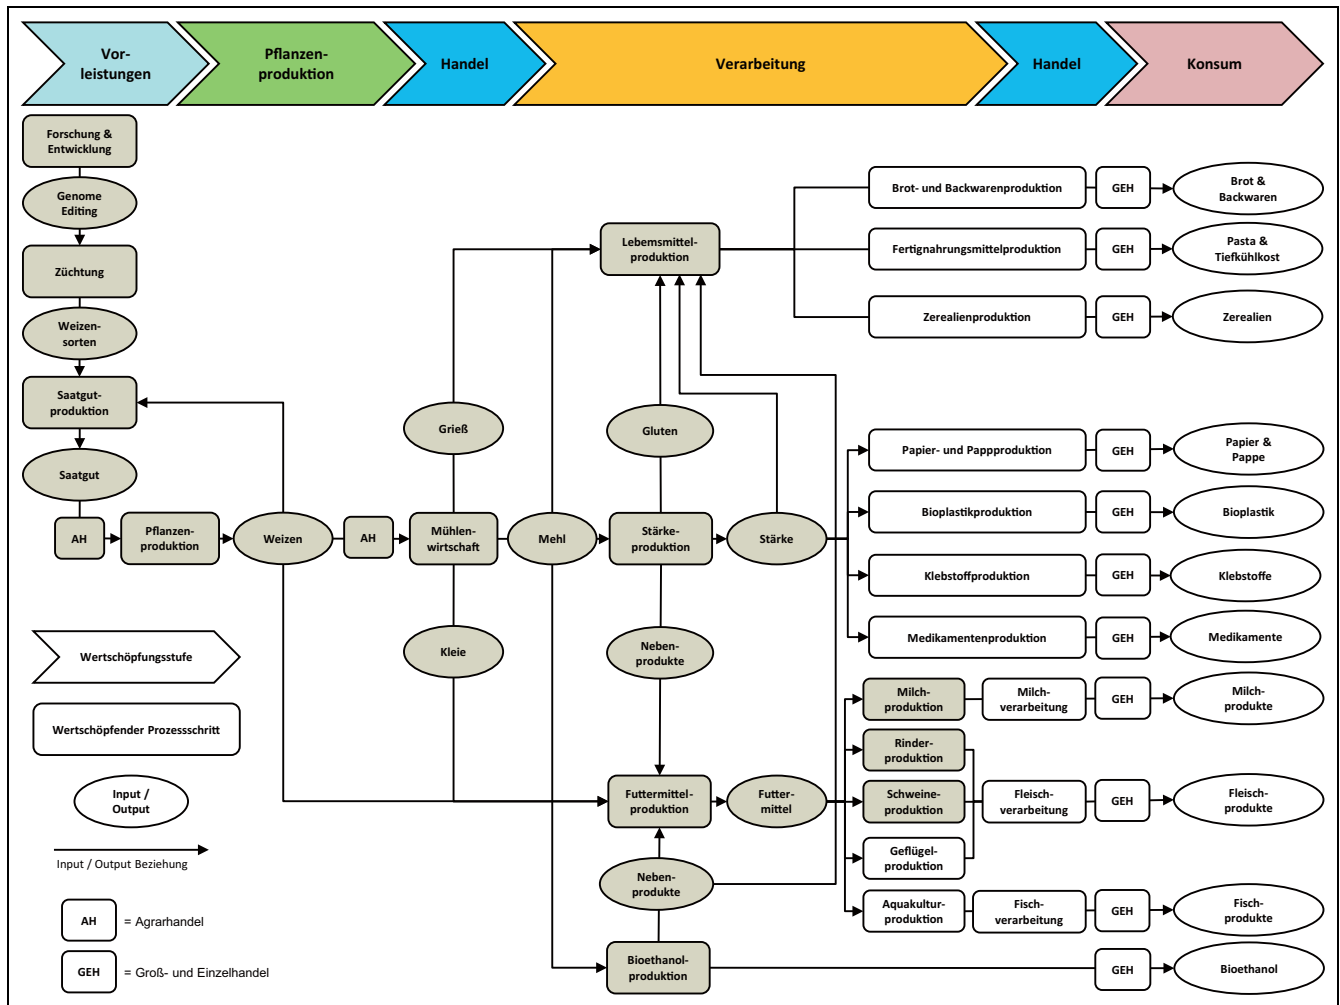 Vor-
leistungen
Pflanzen-
produktion
Handel
Verarbeitung
Handel
Konsum
Forschung &
Entwicklung
Genome
Editing
Züchtung
Weizen-
sorten
Saatgut-
produktion
Saatgut
AH
Pflanzen-
produktion
Weizen
AH
Mühlen-
wirtschaft
Grieß
Kleie
Mehl
Lebemsmittel-
produktion
Gluten
Stärke-
produktion
Stärke
Neben-
produkte
Futtermittel-
produktion
Futter-
mittel
Neben-
produkte
Bioethanol-
produktion
Brot- und Backwarenproduktion
GEH
Brot &
Backwaren
Fertignahrungsmittelproduktion
GEH
Pasta &
Tiefkühlkost
Zerealienproduktion
GEH
Zerealien
Papier- und Pappproduktion
GEH
Papier &
Pappe
Bioplastikproduktion
GEH
Bioplastik
Klebstoffproduktion
GEH
Klebstoffe
Medikamentenproduktion
GEH
Medikamente
Milch-
produktion
Milch-
verarbeitung
GEH
Milch-
produkte
Rinder-
produktion
Schweine-
produktion
Geflügel-
produktion
Fleisch-
verarbeitung
GEH
Fleisch-
produkte
Aquakultur-
produktion
Fisch-
verarbeitung
GEH
Fisch-
produkte
GEH
Bioethanol
Wertschöpfungsstufe
Wertschöpfender Prozessschritt
Input /
Output
Input / Output Beziehung
AH = Agrarhandel
GEH = Groß- und Einzelhandel